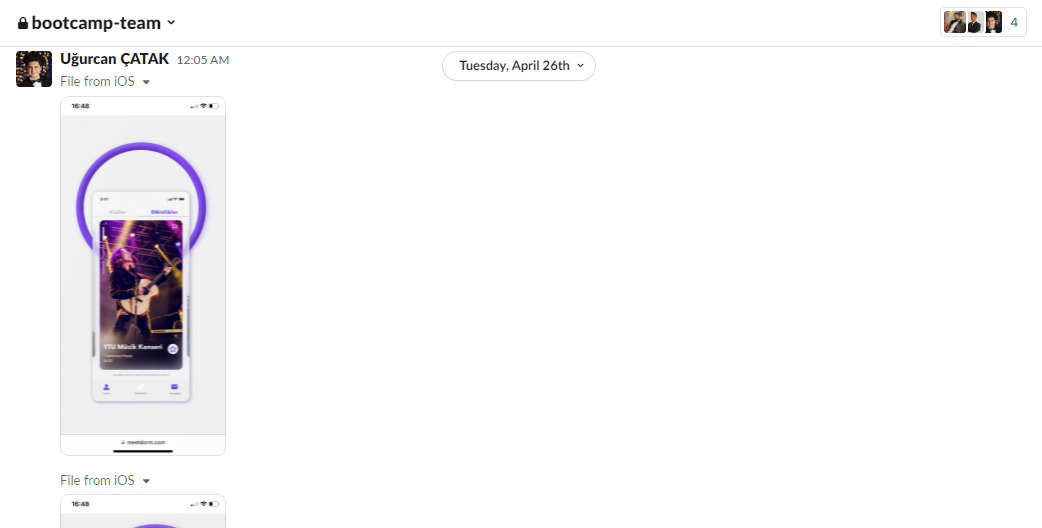 bootcamp-team
4
Uğurcan ÇATAK 12:05 AM
Tuesday, April 26th
File from iOS
16:48
Kişiler Etkinlikler
YTU Müzik Konseri
meetdorm.com
File from iOS
16:48